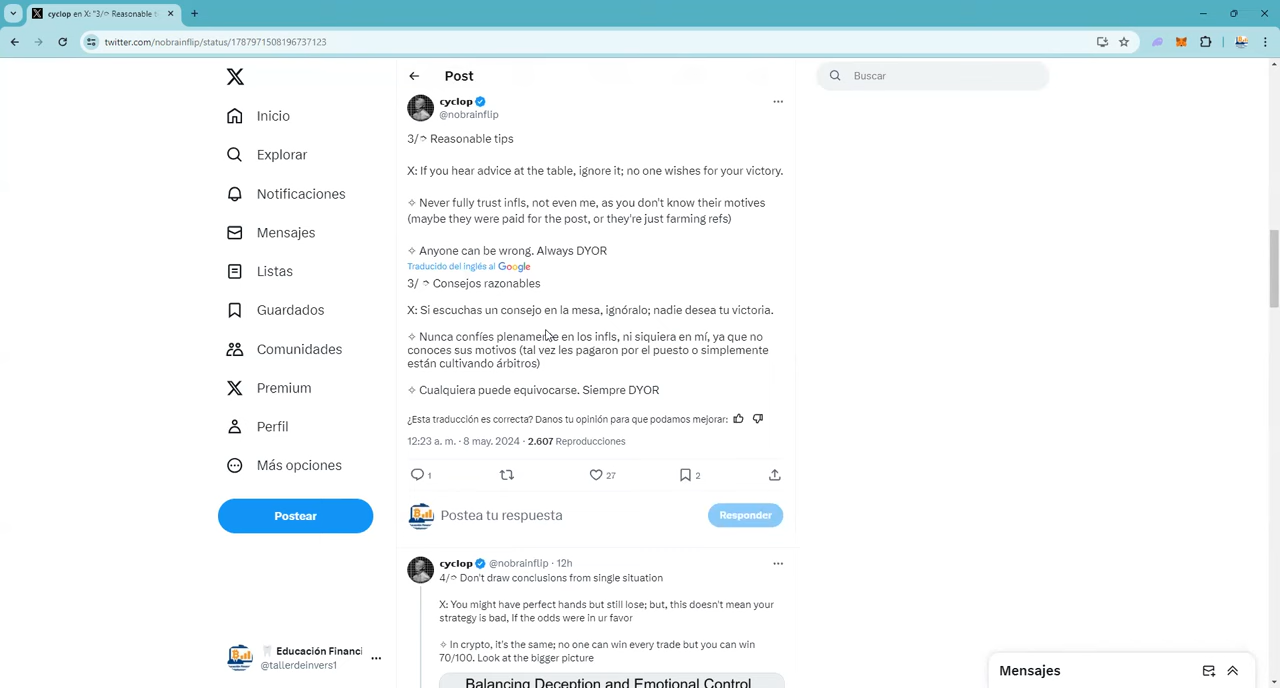 cyclop en X: "3/⌒ Reasonable ti
twitter.com/nobrainflip/status/1787971508196737123
Inicio
Explorar
Notificaciones
Mensajes
Listas
Guardados
Comunidades
Premium
Perfil
Más opciones
Postear
Educación Financi
@tallerdeinvers1
Post
cyclop
@nobrainflip
3/⌒ Reasonable tips
X: If you hear advice at the table, ignore it; no one wishes for your victory.
✧ Never fully trust infls, not even me, as you don't know their motives
(maybe they were paid for the post, or they're just farming refs)
✧ Anyone can be wrong. Always DYOR
Traducido del inglés al Google
3/ ⌒ Consejos razonables
X: Si escuchas un consejo en la mesa, ignóralo; nadie desea tu victoria.
✧ Nunca confíes plenamente en los infls, ni siquiera en mí, ya que no
conoces sus motivos (tal vez les pagaron por el puesto o simplemente
están cultivando árbitros)
✧ Cualquiera puede equivocarse. Siempre DYOR
¿Esta traducción es correcta? Danos tu opinión para que podamos mejorar:
12:23 a. m. · 8 may. 2024 · 2.607 Reproducciones
1
27
2
Postea tu respuesta
Responder
cyclop @nobrainflip · 12h
4/⌒ Don't draw conclusions from single situation
X: You might have perfect hands but still lose; but, this doesn't mean your
strategy is bad, If the odds were in ur favor
✧ In crypto, it's the same; no one can win every trade but you can win
70/100. Look at the bigger picture
Balancing Deception and Emotional Control
Buscar
Mensajes